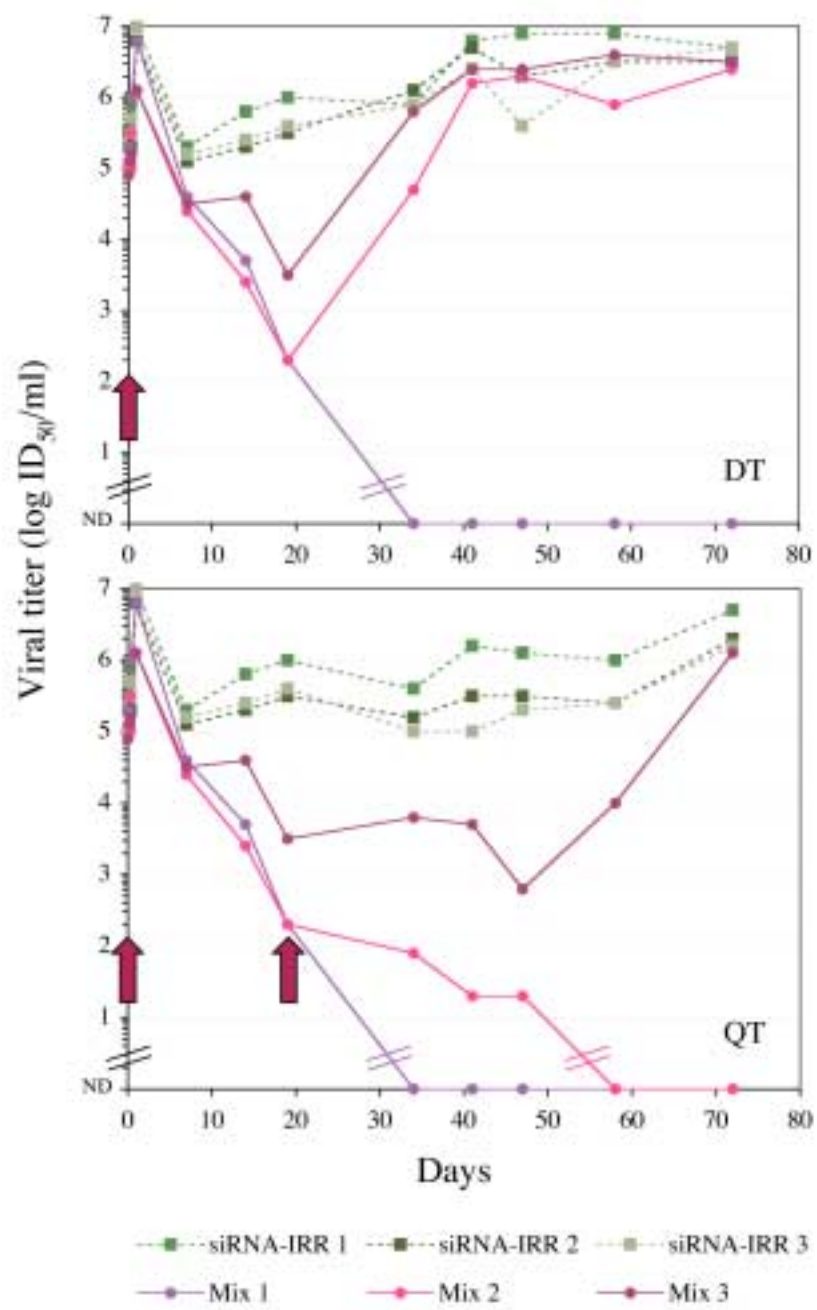 Viral titer (log ID50/ml)
7
6
5
4
3
2
1
ND
0 10 20 30 40 50 60 70 80
DT
7
6
5
4
3
2
1
ND
0 10 20 30 40 50 60 70 80
QT
Days
siRNA-IRR 1 siRNA-IRR 2 siRNA-IRR 3
Mix 1 Mix 2 Mix 3